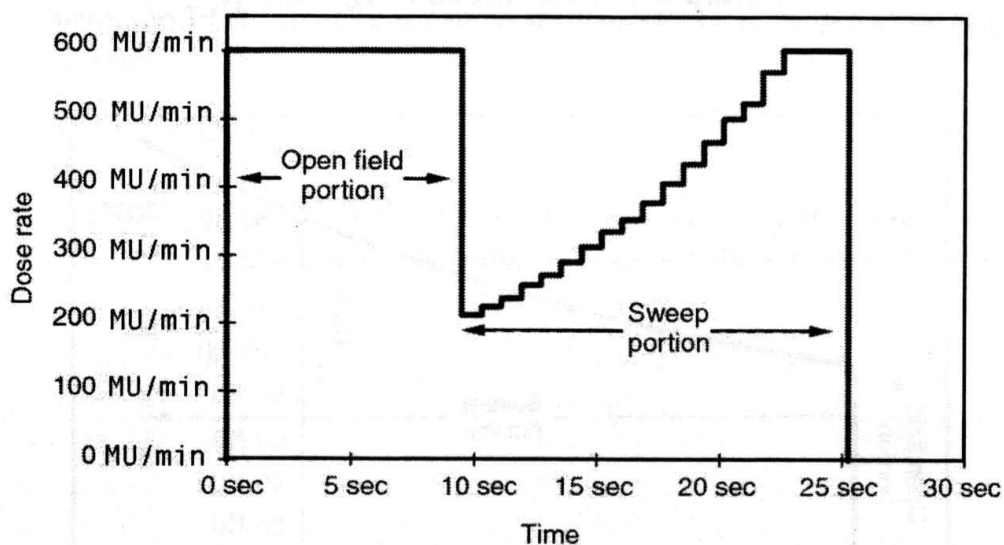 600 MU/min
500 MU/min
400 MU/min
300 MU/min
200 MU/min
100 MU/min
0 MU/min
Dose rate
Open field
portion
Sweep
portion
0 sec
5 sec
10 sec
15 sec
20 sec
25 sec
30 sec
Time